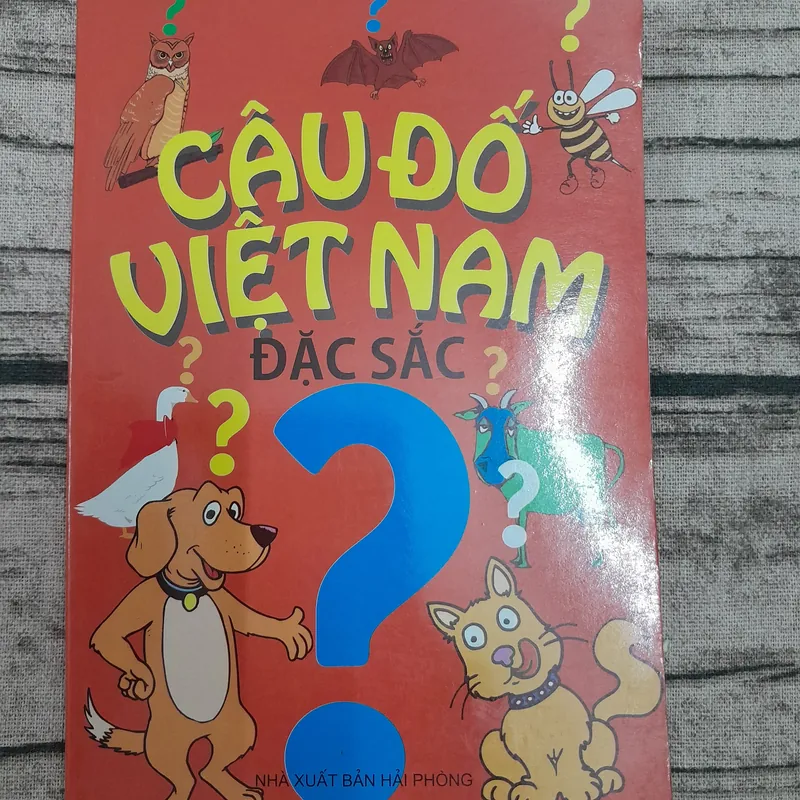 ? ? ?
CÂU ĐỐ
VIỆT NAM
ĐẶC SẮC
? ?
? ? ?
?
NHÀ XUẤT BẢN HẢI PHÒNG